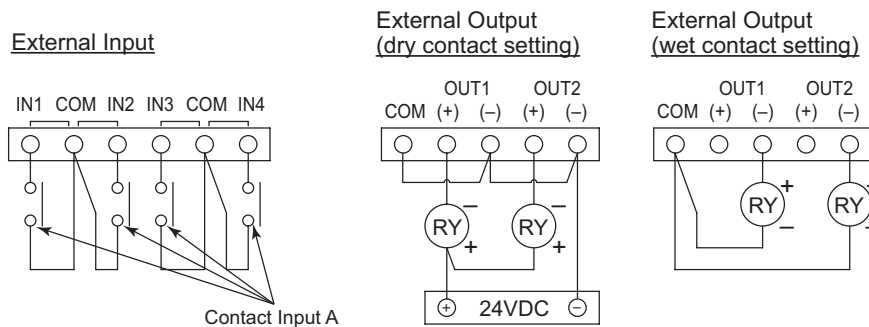 External Input
IN1 COM IN2 IN3 COM IN4
Contact Input A
External Output
(dry contact setting)
OUT1 OUT2
COM (+) (–) (+) (–)
– –
RY RY
+ +
+ 24VDC –
External Output
(wet contact setting)
OUT1 OUT2
COM (+) (–) (+) (–)
+ +
RY RY
– –